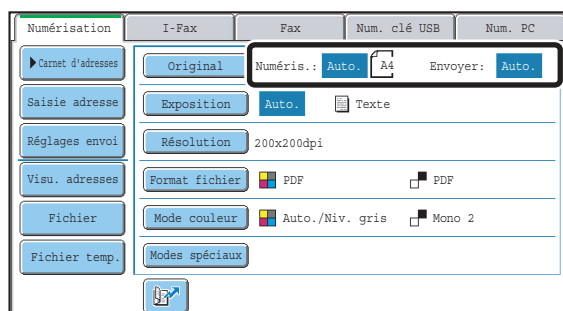 Numérisation I-Fax Fax Num. clé USB Num. PC
Carnet d'adresses Original Numéris.: Auto. A4 Envoyer: Auto.
Saisie adresse Exposition Auto. Texte
Réglages envoi Résolution 200x200dpi
Visu. adresses Format fichier PDF PDF
Fichier Mode couleur Auto./Niv. gris Mono 2
Fichier temp. Modes spéciaux